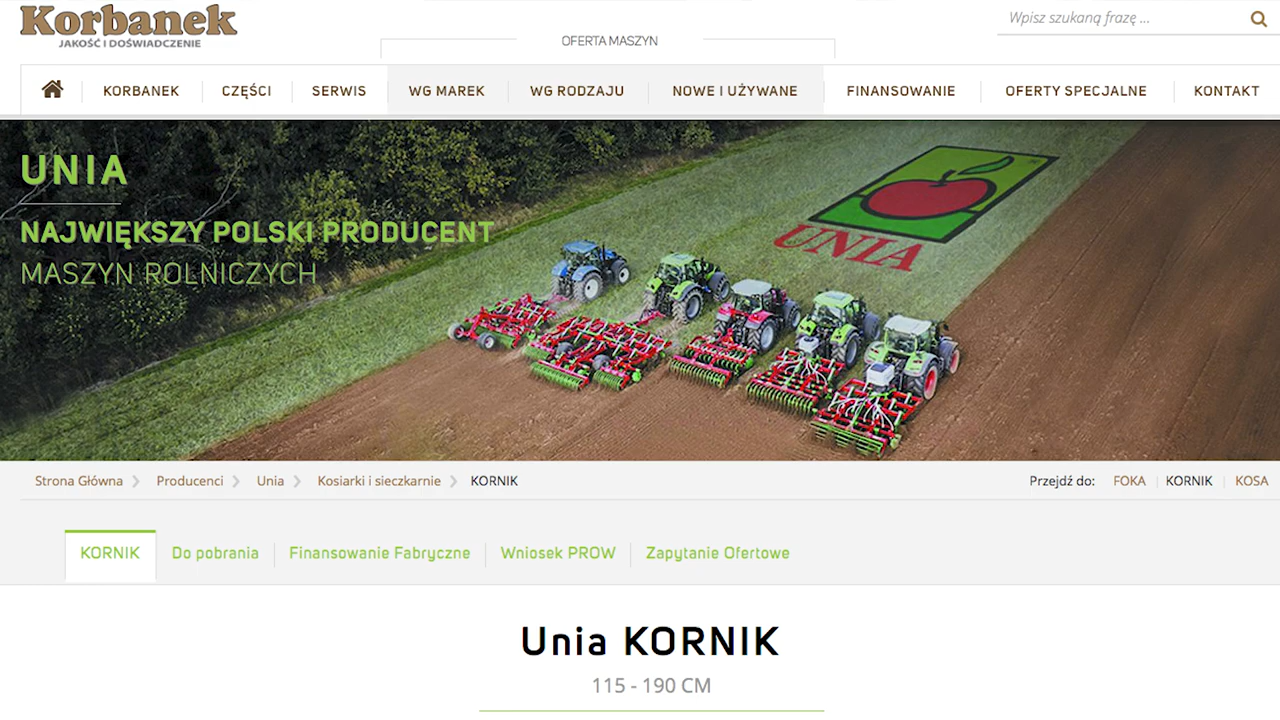 Korbanek
JAKOŚĆ I DOŚWIADCZENIE
OFERTA MASZYN
Wpisz szukaną frazę ...
KORBANEK CZĘŚCI SERWIS WG MAREK WG RODZAJU NOWE I UŻYWANE FINANSOWANIE OFERTY SPECJALNE KONTAKT
UNIA
NAJWIĘKSZY POLSKI PRODUCENT
MASZYN ROLNICZYCH
UNIA
Strona Główna Producenci Unia Kosiarki i sieczkarnie KORNIK Przejdź do: FOKA KORNIK KOSA
KORNIK Do pobrania Finansowanie Fabryczne Wniosek PROW Zapytanie Ofertowe
Unia KORNIK
115 - 190 CM